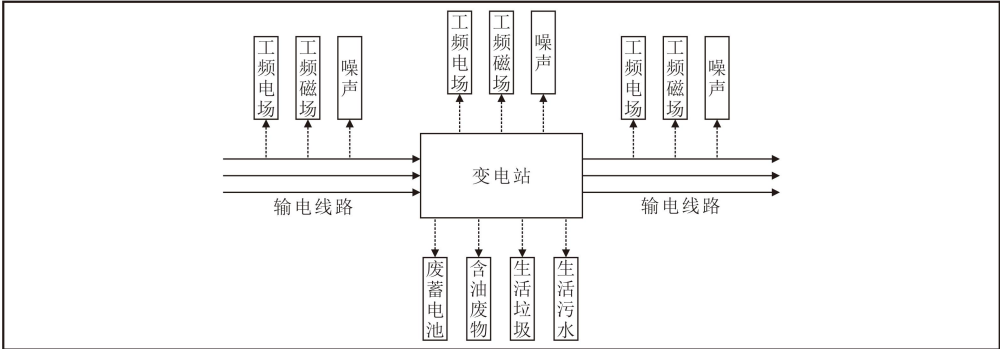 工频电场
工频磁场
噪声
工频电场
工频磁场
噪声
工频电场
工频磁场
噪声
变电站
输电线路
输电线路
废蓄电池
含油废物
生活垃圾
生活污水